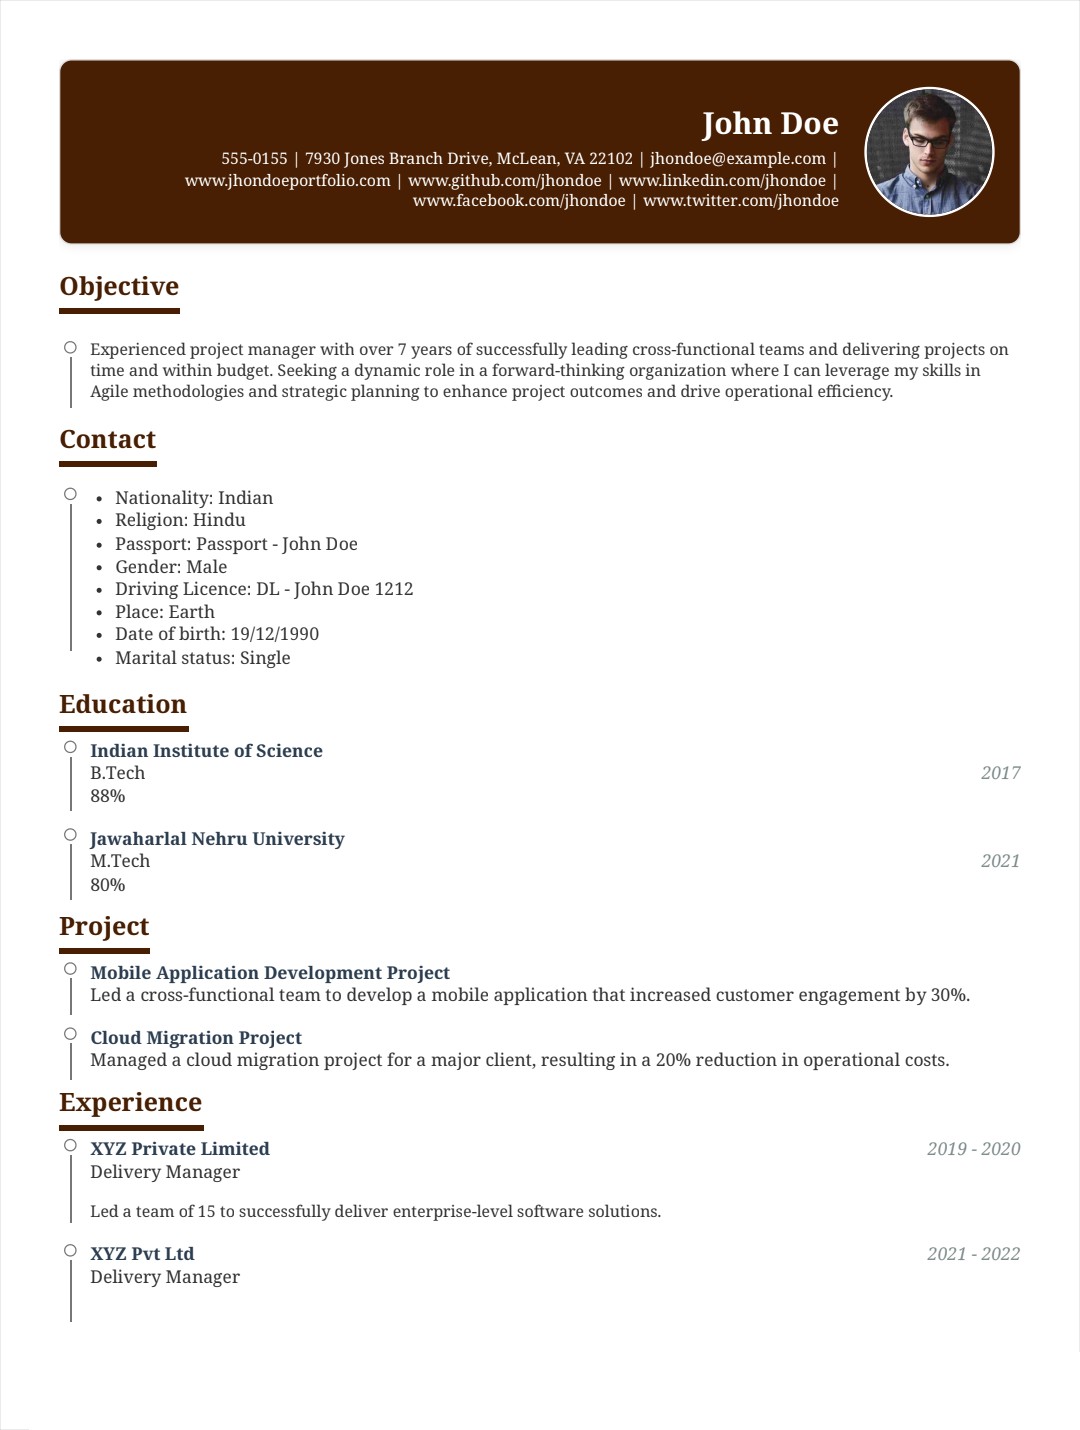 John Doe
555-0155 | 7930 Jones Branch Drive, McLean, VA 22102 | jhondoe@example.com |
www.jhondoeportfolio.com | www.github.com/jhondoe | www.linkedin.com/jhondoe |
www.facebook.com/jhondoe | www.twitter.com/jhondoe
Objective
Experienced project manager with over 7 years of successfully leading cross-functional teams and delivering projects on
time and within budget. Seeking a dynamic role in a forward-thinking organization where I can leverage my skills in
Agile methodologies and strategic planning to enhance project outcomes and drive operational efficiency.
Contact
• Nationality: Indian
• Religion: Hindu
• Passport: Passport - John Doe
• Gender: Male
• Driving Licence: DL - John Doe 1212
• Place: Earth
• Date of birth: 19/12/1990
• Marital status: Single
Education
Indian Institute of Science
B.Tech 2017
88%
Jawaharlal Nehru University
M.Tech 2021
80%
Project
Mobile Application Development Project
Led a cross-functional team to develop a mobile application that increased customer engagement by 30%.
Cloud Migration Project
Managed a cloud migration project for a major client, resulting in a 20% reduction in operational costs.
Experience
XYZ Private Limited 2019 - 2020
Delivery Manager
Led a team of 15 to successfully deliver enterprise-level software solutions.
XYZ Pvt Ltd 2021 - 2022
Delivery Manager